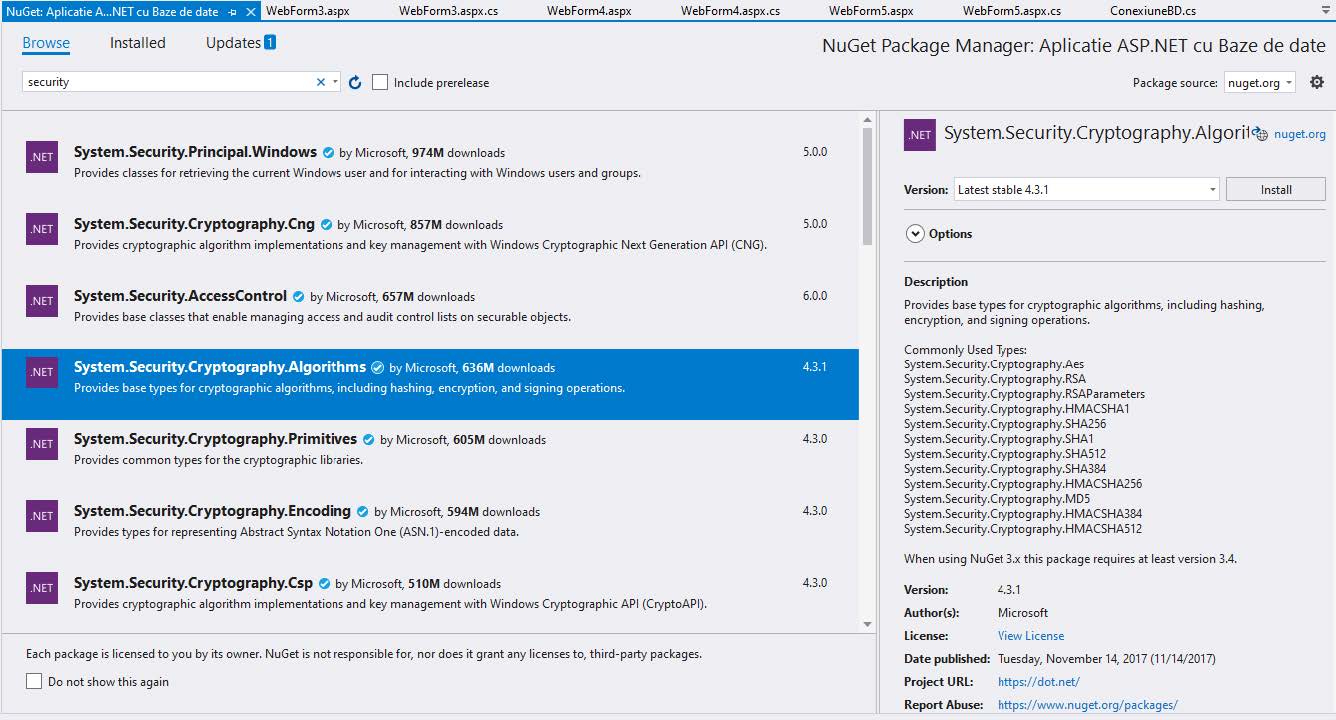 NuGet: Aplicatie A...NET cu Baze de date WebForm3.aspx WebForm3.aspx.cs WebForm4.aspx WebForm4.aspx.cs WebForm5.aspx WebForm5.aspx.cs ConexiuneBD.cs
Browse Installed Updates 1
NuGet Package Manager: Aplicatie ASP.NET cu Baze de date
security
Include prerelease
Package source: nuget.org
.NET System.Security.Principal.Windows by Microsoft, 974M downloads 5.0.0
Provides classes for retrieving the current Windows user and for interacting with Windows users and groups.
.NET System.Security.Cryptography.Cng by Microsoft, 857M downloads 5.0.0
Provides cryptographic algorithm implementations and key management with Windows Cryptographic Next Generation API (CNG).
.NET System.Security.AccessControl by Microsoft, 657M downloads 6.0.0
Provides base classes that enable managing access and audit control lists on securable objects.
.NET System.Security.Cryptography.Algorithms by Microsoft, 636M downloads 4.3.1
Provides base types for cryptographic algorithms, including hashing, encryption, and signing operations.
.NET System.Security.Cryptography.Primitives by Microsoft, 605M downloads 4.3.0
Provides common types for the cryptographic libraries.
.NET System.Security.Cryptography.Encoding by Microsoft, 594M downloads 4.3.0
Provides types for representing Abstract Syntax Notation One (ASN.1)-encoded data.
.NET System.Security.Cryptography.Csp by Microsoft, 510M downloads 4.3.0
Provides cryptographic algorithm implementations and key management with Windows Cryptographic API (CryptoAPI).
Each package is licensed to you by its owner. NuGet is not responsible for, nor does it grant any licenses to, third-party packages.
Do not show this again
.NET System.Security.Cryptography.Algorit nuget.org
Version: Latest stable 4.3.1 Install
Options
Description
Provides base types for cryptographic algorithms, including hashing,
encryption, and signing operations.
Commonly Used Types:
System.Security.Cryptography.Aes
System.Security.Cryptography.RSA
System.Security.Cryptography.RSAParameters
System.Security.Cryptography.HMACSHA1
System.Security.Cryptography.SHA256
System.Security.Cryptography.SHA1
System.Security.Cryptography.SHA512
System.Security.Cryptography.SHA384
System.Security.Cryptography.HMACSHA256
System.Security.Cryptography.MD5
System.Security.Cryptography.HMACSHA384
System.Security.Cryptography.HMACSHA512
When using NuGet 3.x this package requires at least version 3.4.
Version: 4.3.1
Author(s): Microsoft
License: View License
Date published: Tuesday, November 14, 2017 (11/14/2017)
Project URL: https://dot.net/
Report Abuse: https://www.nuget.org/packages/